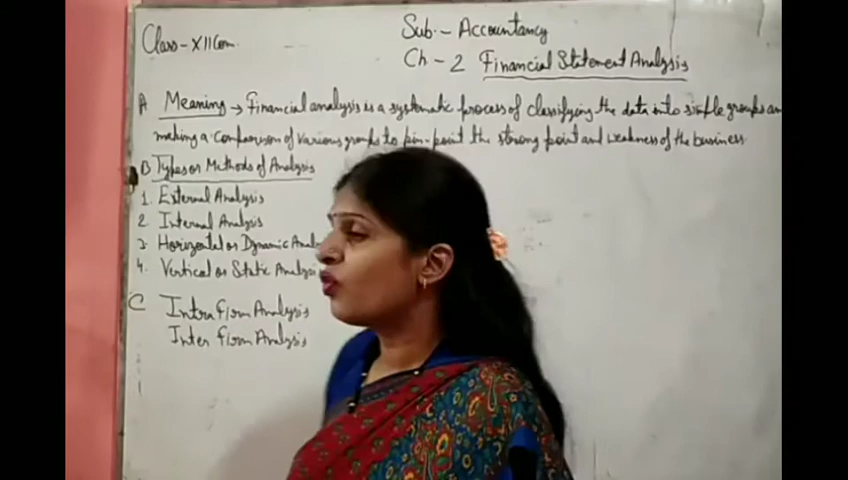 Class - XII Com.
Sub. - Accountancy
Ch - 2 Financial Statement Analysis
A Meaning → Financial analysis is a systematic process of classifying the data into simple groups an
making a comparison of various groups to pin-point the strong point and weakness of the business
B Types or Methods of Analysis
1. External Analysis
2. Internal Analysis
3. Horizontal or Dynamic Anal
4. Vertical or Static Analysis
C Intra Firm Analysis
Inter Firm Analysis